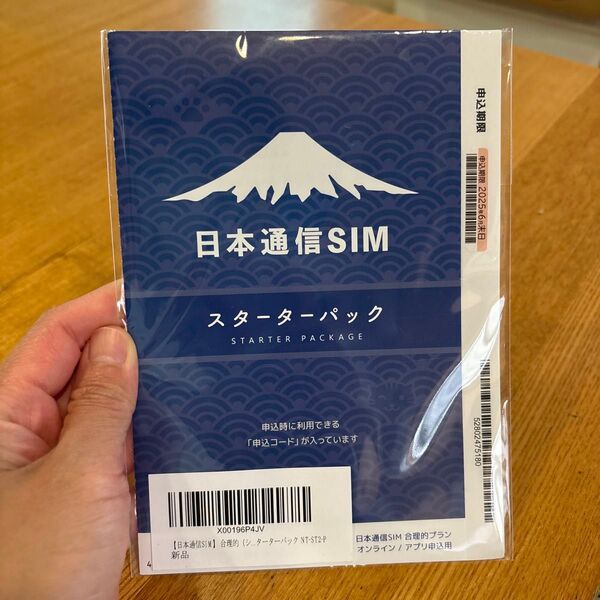 日本通信SIM
スターターパック
STARTER PACKAGE
申込時に利用できる
「申込コード」が入っています
申込期限
申込期限 2025年6月末日
52802475180
X00196P4JV
【日本通信SIM】 合理的 (シ...ターターパック NT-ST2-P
新品
日本通信SIM 合理的プラン
オンライン / アプリ申込用
4